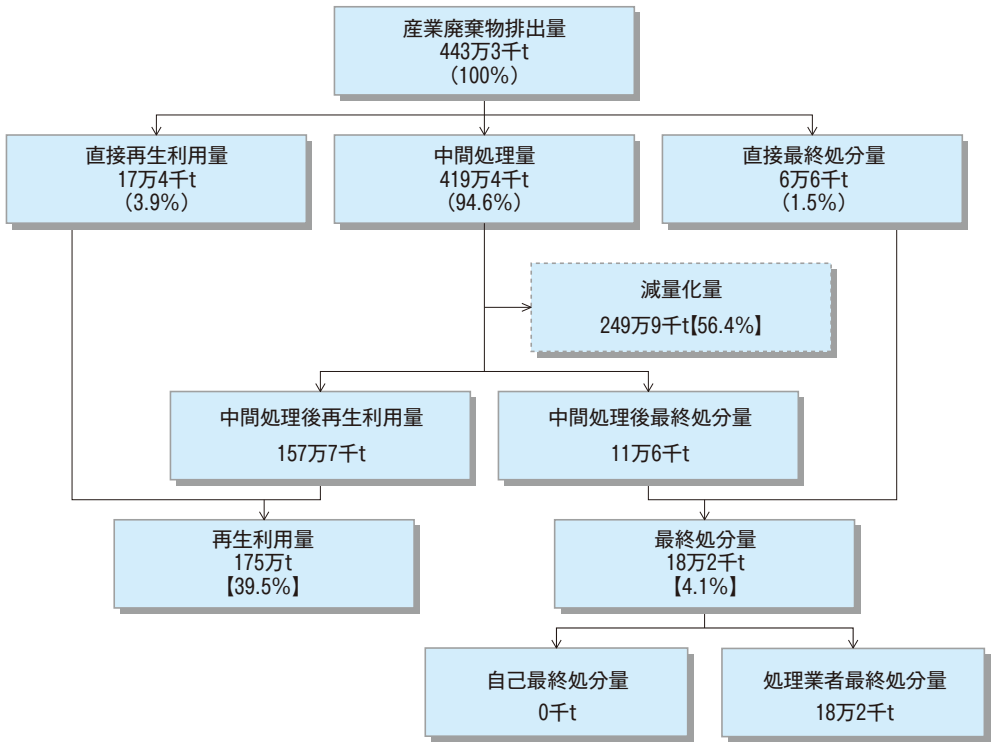 産業廃棄物排出量
443万3千t
(100%)
直接再生利用量
17万4千t
(3.9%)
中間処理量
419万4千t
(94.6%)
直接最終処分量
6万6千t
(1.5%)
減量化量
249万9千t【56.4%】
中間処理後再生利用量
157万7千t
中間処理後最終処分量
11万6千t
再生利用量
175万t
【39.5%】
最終処分量
18万2千t
【4.1%】
自己最終処分量
0千t
処理業者最終処分量
18万2千t